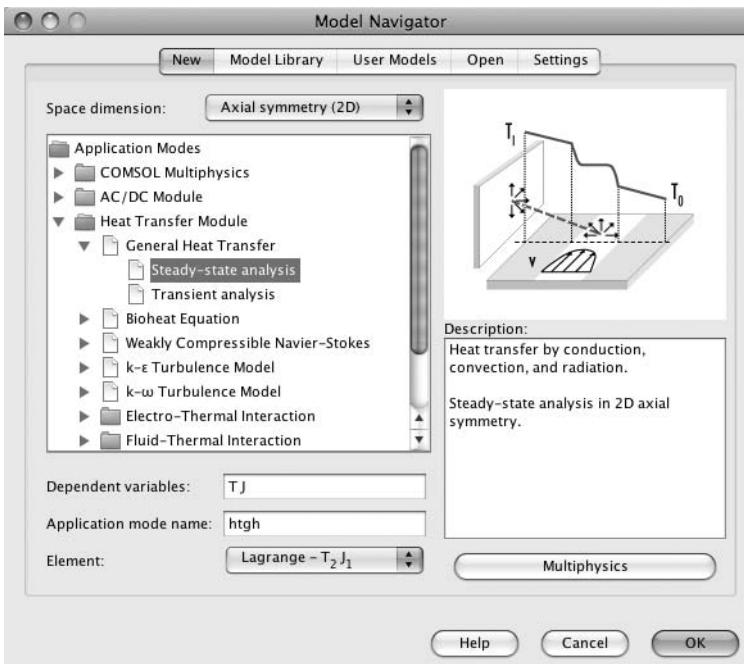 Model Navigator
New Model Library User Models Open Settings
Space dimension: Axial symmetry (2D)
Application Modes
COMSOL Multiphysics
AC/DC Module
Heat Transfer Module
General Heat Transfer
Steady-state analysis
Transient analysis
Bioheat Equation
Weakly Compressible Navier-Stokes
k-ε Turbulence Model
k-ω Turbulence Model
Electro-Thermal Interaction
Fluid-Thermal Interaction
Dependent variables: T J
Application mode name: htgh
Element: Lagrange - T₂ J₁
T₁
T₀
v
Description:
Heat transfer by conduction,
convection, and radiation.
Steady-state analysis in 2D axial
symmetry.
Multiphysics
Help Cancel OK